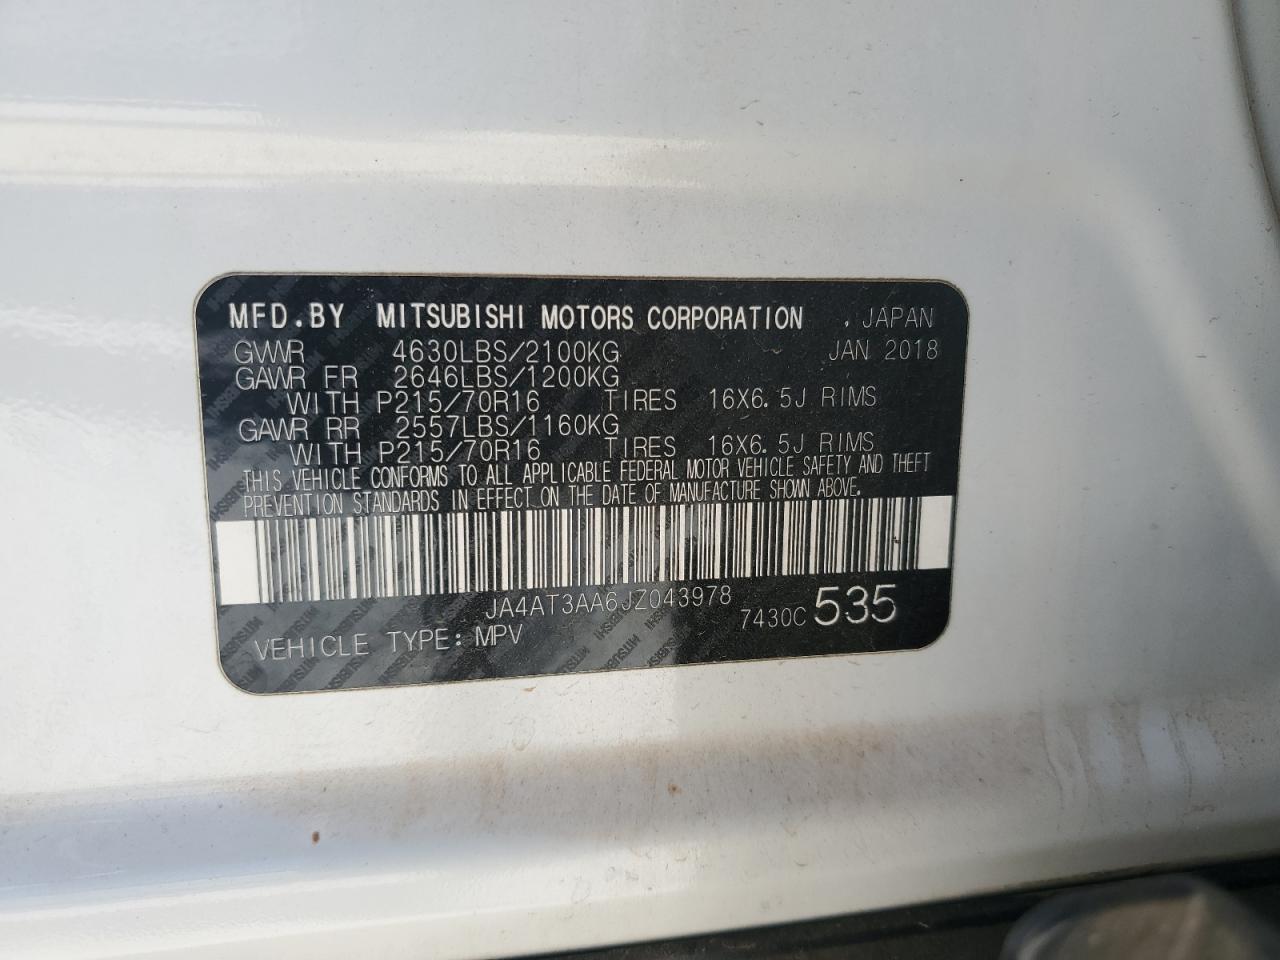 MFD.BY MITSUBISHI MOTORS CORPORATION . JAPAN
GVWR 4630LBS/2100KG JAN 2018
GAWR FR 2646LBS/1200KG
WITH P215/70R16 TIRES 16X6.5J RIMS
GAWR RR 2557LBS/1160KG
WITH P215/70R16 TIRES 16X6.5J RIMS
THIS VEHICLE CONFORMS TO ALL APPLICABLE FEDERAL MOTOR VEHICLE SAFETY AND THEFT
PREVENTION STANDARDS IN EFFECT ON THE DATE OF MANUFACTURE SHOWN ABOVE.
JA4AT3AA6JZ043978
7430C 535
VEHICLE TYPE: MPV